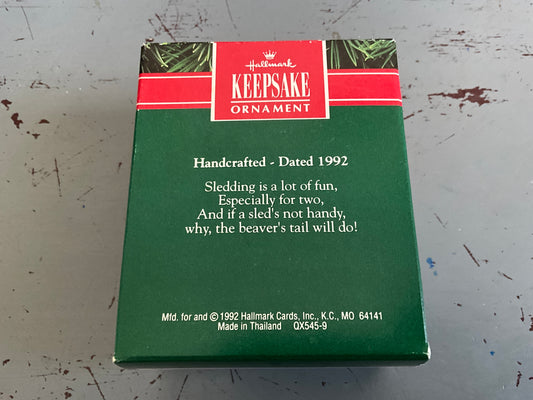 Hallmark
KEEPSAKE
ORNAMENT
Handcrafted - Dated 1992
Sledding is a lot of fun,
Especially for two,
And if a sled's not handy,
why, the beaver's tail will do!
Mfd. for and © 1992 Hallmark Cards, Inc., K.C., MO 64141
Made in Thailand QX545-9